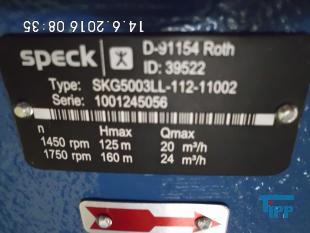 14.6.2016 08:35
speck
D-91154 Roth
ID: 39522
Type: SKG5003LL-112-11002
Serie: 1001245056
n Hmax Qmax
1450 rpm 125 m 20 m³/h
1750 rpm 160 m 24 m³/h
TIPP